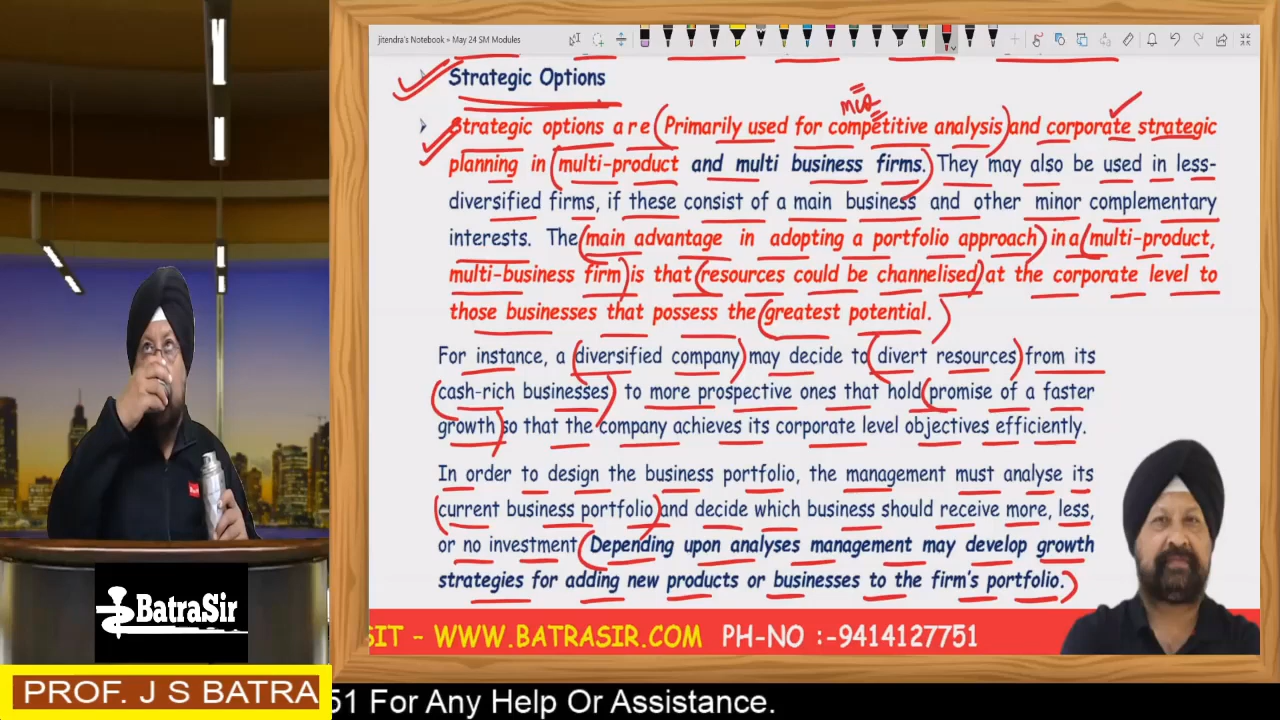 jitendra's Notebook » May 24 SM Modules
Strategic Options
mcq
Strategic options are (Primarily used for competitive analysis) and corporate strategic
planning in (multi-product and multi business firms.) They may also be used in less-
diversified firms, if these consist of a main business and other minor complementary
interests. The (main advantage in adopting a portfolio approach) in a (multi-product,
multi-business firm) is that (resources could be channelised) at the corporate level to
those businesses that possess the (greatest potential.)
For instance, a (diversified company) may decide to (divert resources) from its
(cash-rich businesses) to more prospective ones that hold (promise of a faster
growth) so that the company achieves its corporate level objectives efficiently.
In order to design the business portfolio, the management must analyse its
(current business portfolio) and decide which business should receive more, less,
or no investment (Depending upon analyses management may develop growth
strategies for adding new products or businesses to the firm's portfolio.)
BatraSir
SIT - WWW.BATRASIR.COM PH-NO :-9414127751
PROF. J S BATRA
51 For Any Help Or Assistance.